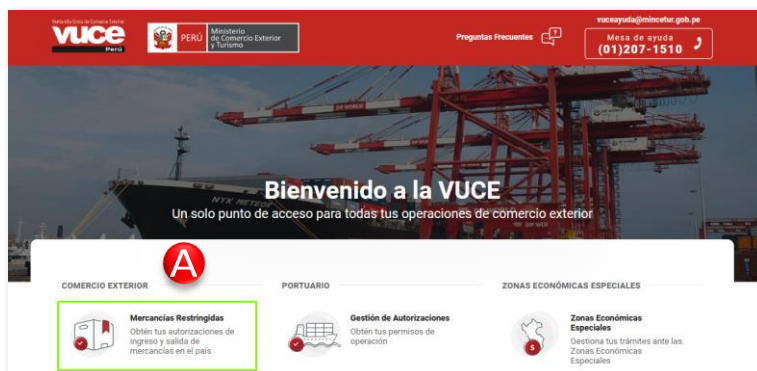 Ventanilla Única de Comercio Exterior
vuce
Perú
PERÚ
Ministerio
de Comercio Exterior
y Turismo
Preguntas Frecuentes
?
vuceayuda@mincetur.gob.pe
Mesa de ayuda
(01)207-1510
DP WORLD
NYK METEOR
Bienvenido a la VUCE
Un solo punto de acceso para todas tus operaciones de comercio exterior
A
COMERCIO EXTERIOR
PORTUARIO
ZONAS ECONÓMICAS ESPECIALES
Mercancías Restringidas
Obtén tus autorizaciones de
ingreso y salida de
mercancías en el país
Gestión de Autorizaciones
Obtén tus permisos de
operación
Zonas Económicas
Especiales
Gestiona tus trámites ante las
Zonas Económicas
Especiales
$